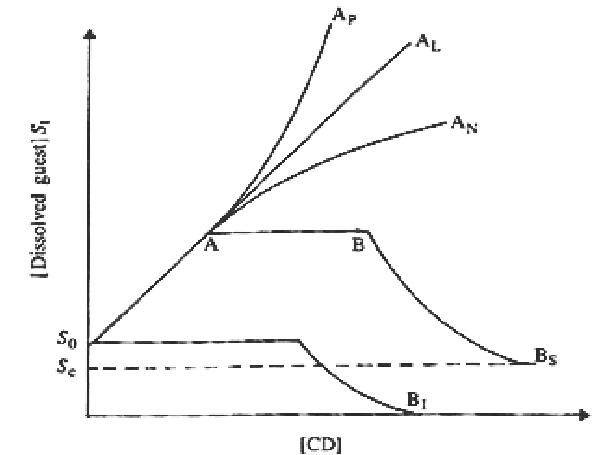 A_P
A_L
A_N
[Dissolved guest] S_t
A
B
S_0
S_c
B_S
B_I
[CD]